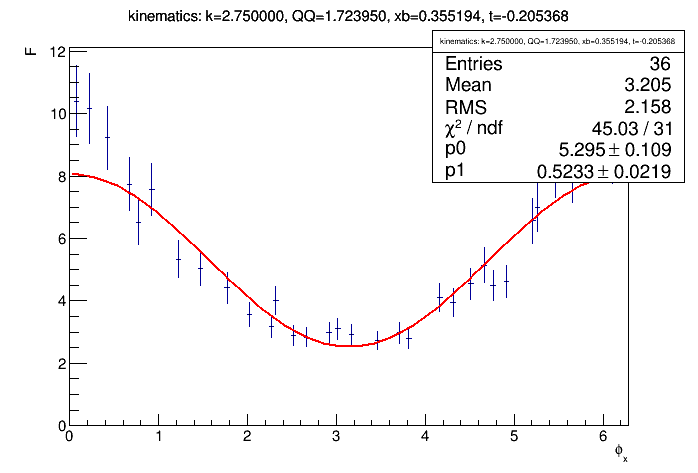 kinematics: k=2.750000, QQ=1.723950, xb=0.355194, t=-0.205368
kinematics: k=2.750000, QQ=1.723950, xb=0.355194, t=-0.205368
Entries 36
Mean 3.205
RMS 2.158
χ² / ndf 45.03 / 31
p0 5.295 ± 0.109
p1 0.5233 ± 0.0219
F
12
10
8
6
4
2
0
0 1 2 3 4 5 6
ϕx